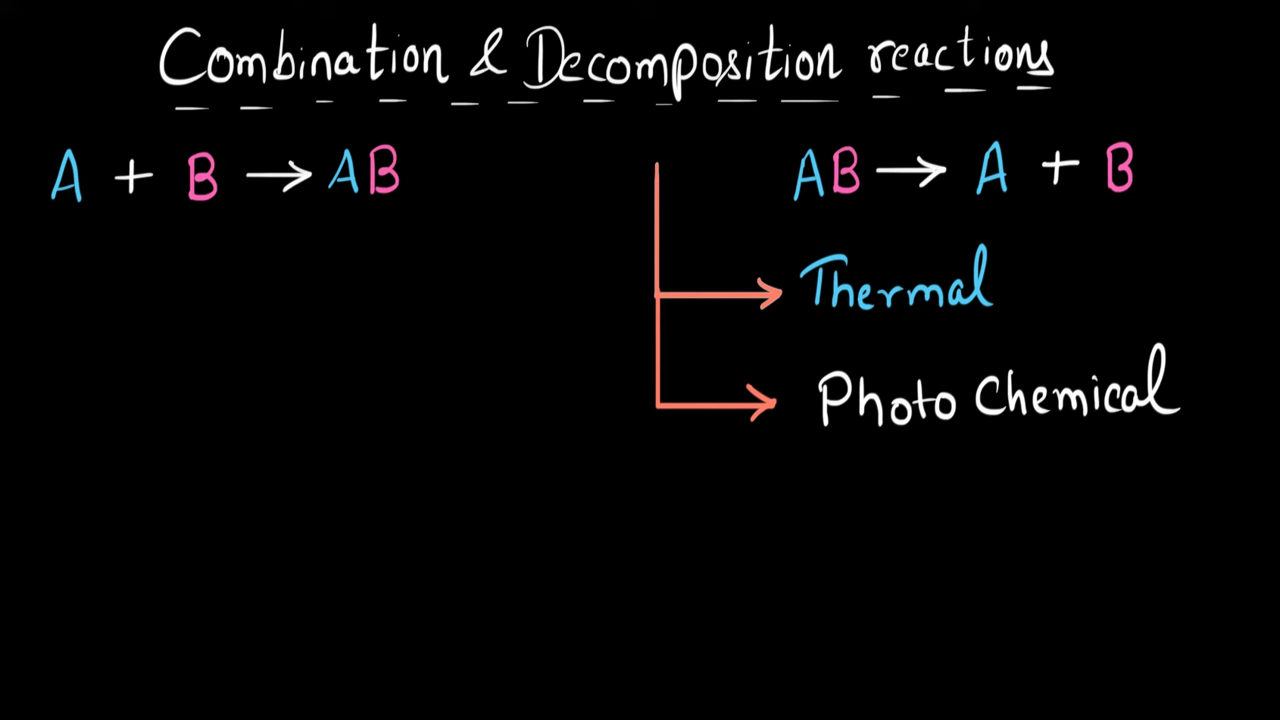 Combination & Decomposition reactions
A + B → AB
AB → A + B
Thermal
Photo Chemical